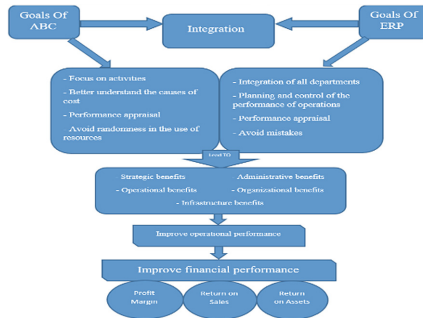 Goals Of
ABC
Integration
Goals Of
ERP
- Focus on activities
- Better understand the causes of
cost
- Performance appraisal
- Avoid randomness in the use of
resources
- Integration of all departments
- Planning and control of the
performance of operations
- Performance appraisal
- Avoid mistakes
Lead TO
Strategic benefits
Administrative benefits
- Operational benefits
- Organizational benefits
- Infrastructure benefits
Improve operational performance
Improve financial performance
Profit
Margin
Return on
Sales
Return
on Assets